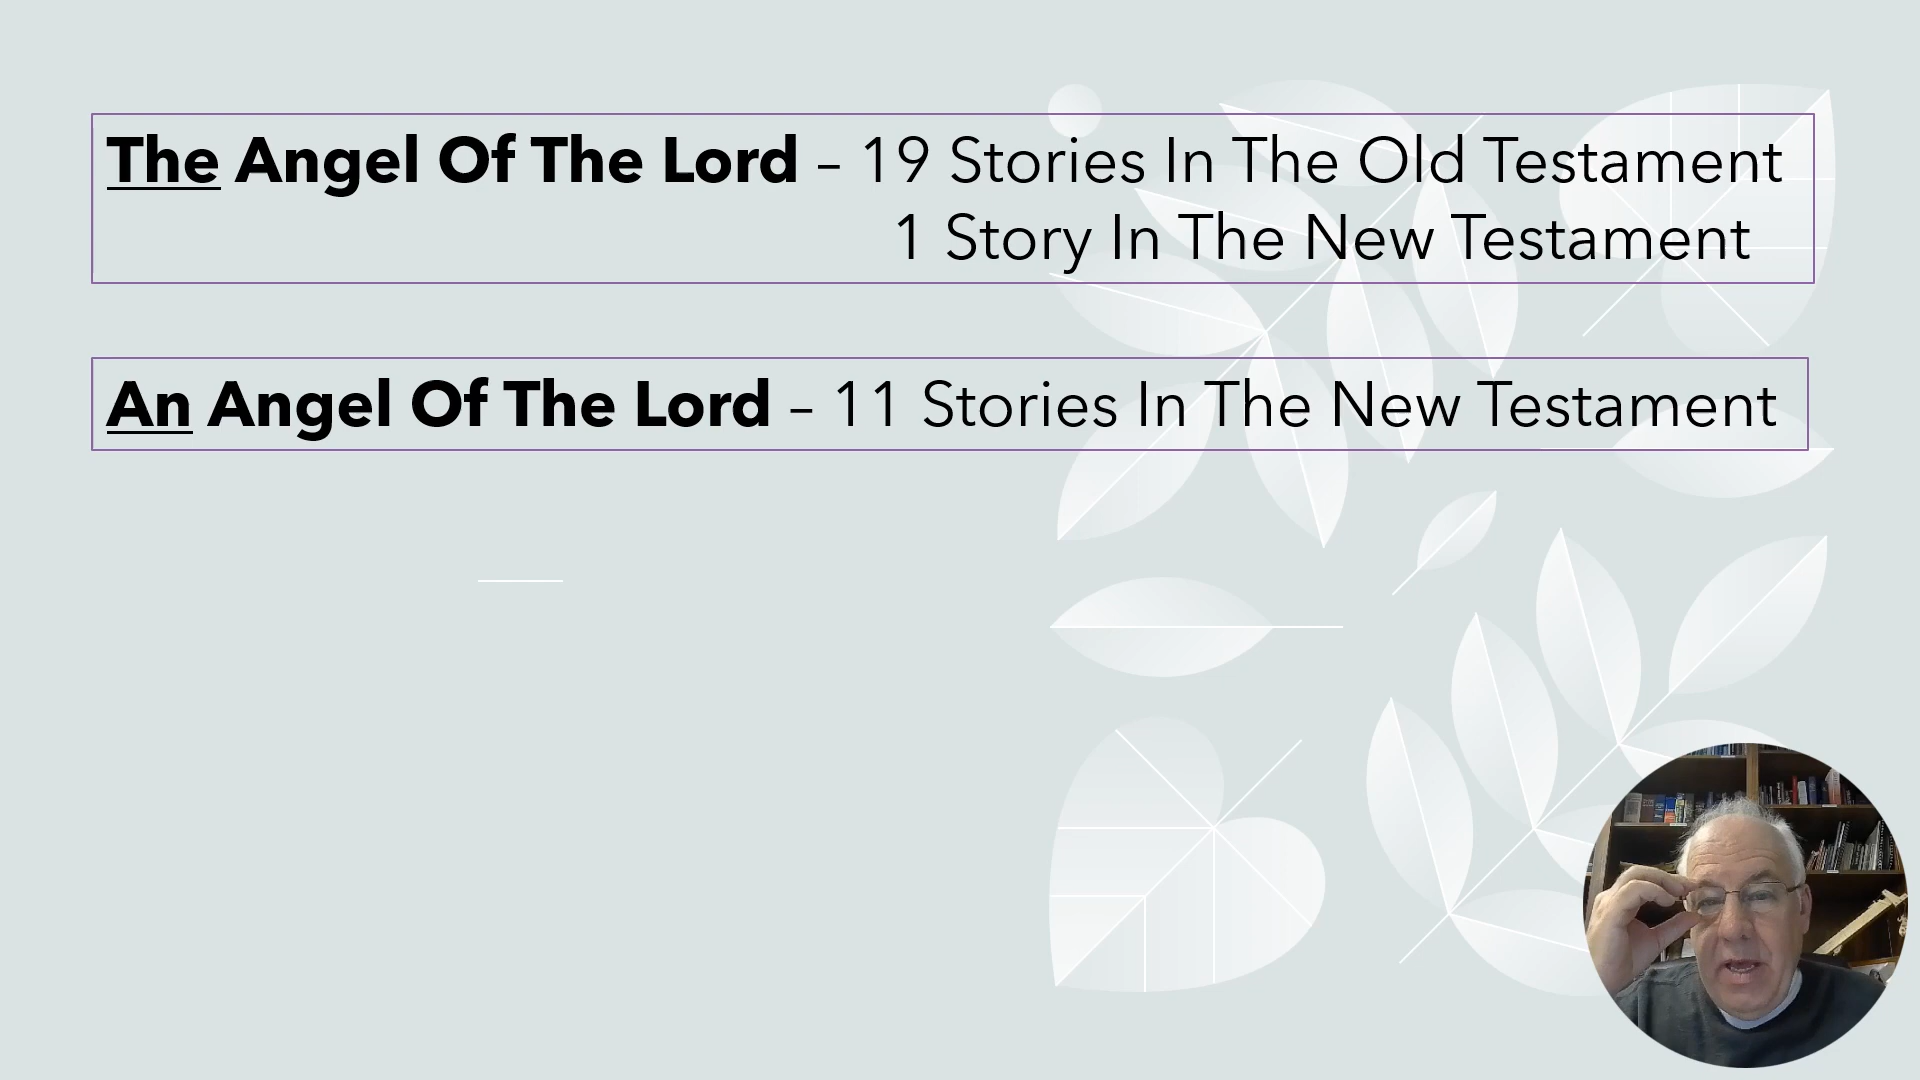 The Angel Of The Lord – 19 Stories In The Old Testament
1 Story In The New Testament
An Angel Of The Lord – 11 Stories In The New Testament